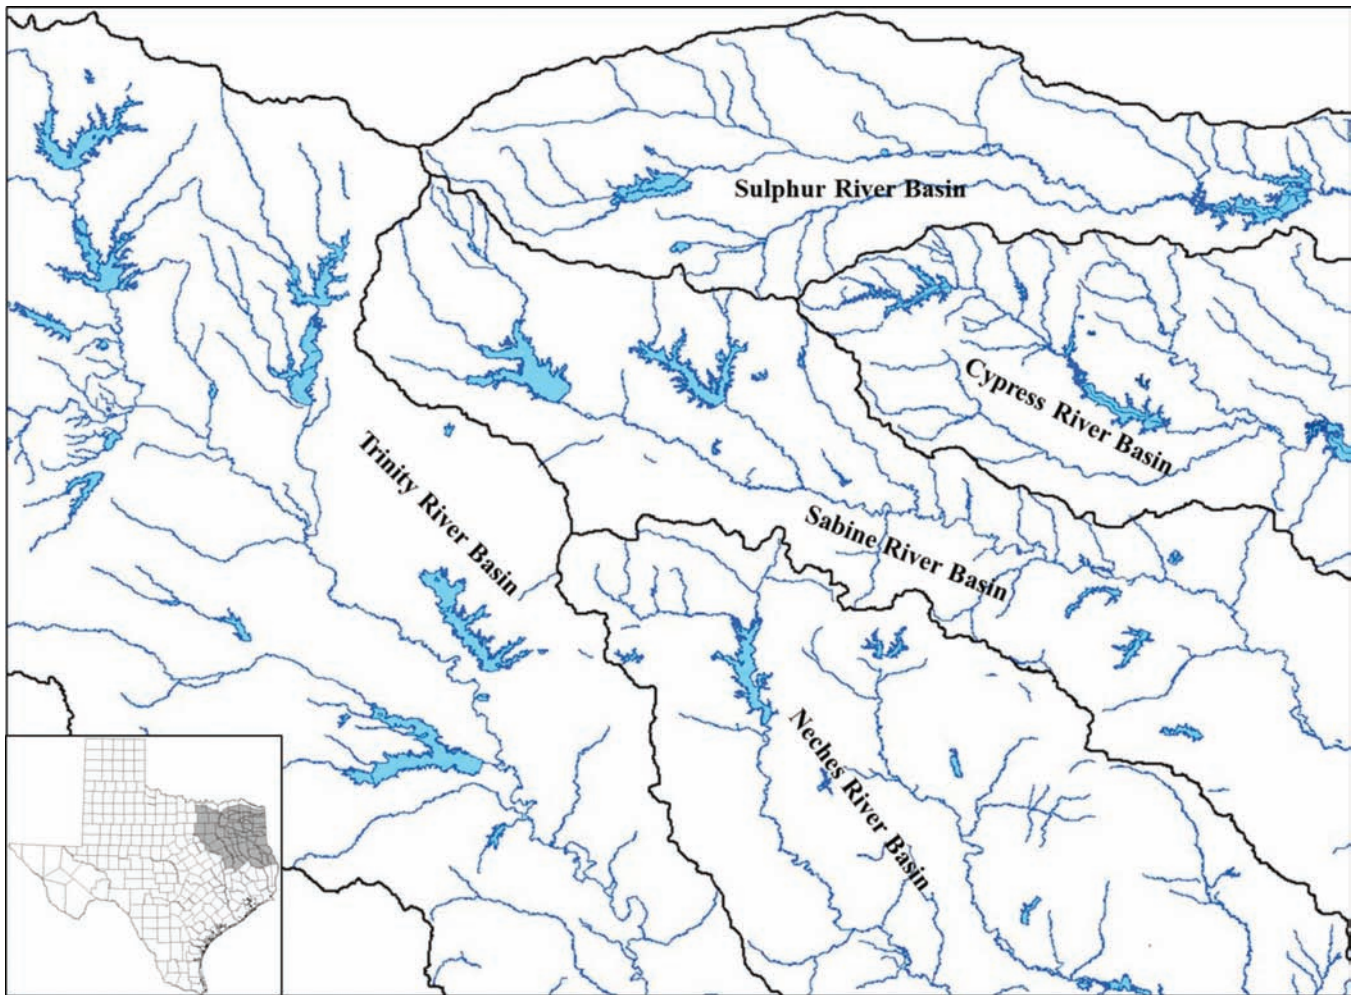 Sulphur River Basin
Cypress River Basin
Trinity River Basin
Sabine River Basin
Neches River Basin